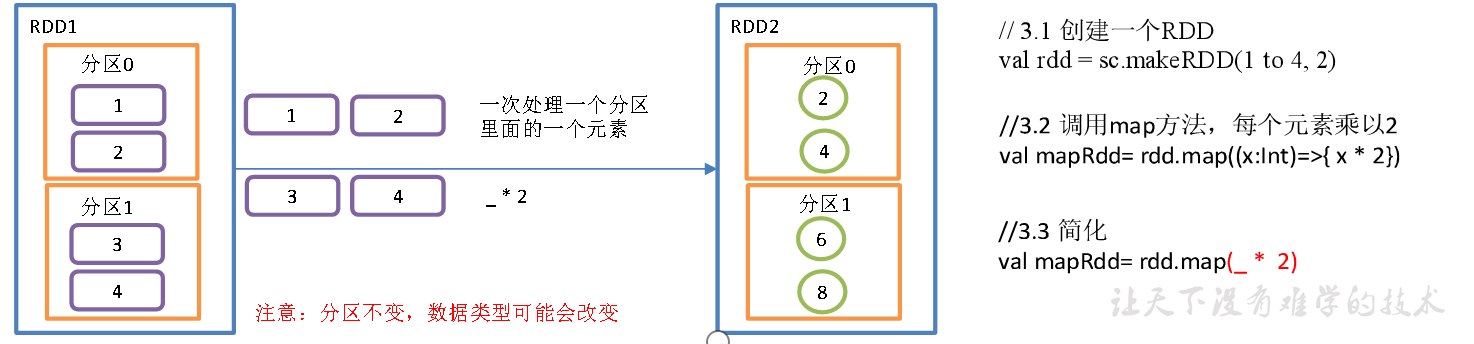 RDD1
分区0
1
2
分区1
3
4
1 2
一次处理一个分区
里面的一个元素
3 4 _ * 2
注意：分区不变，数据类型可能会改变
RDD2
分区0
2
4
分区1
6
8
// 3.1 创建一个RDD
val rdd = sc.makeRDD(1 to 4, 2)
//3.2 调用map方法，每个元素乘以2
val mapRdd= rdd.map((x:Int)=>{ x * 2})
//3.3 简化
val mapRdd= rdd.map(_ * 2)
让天下没有难学的技术